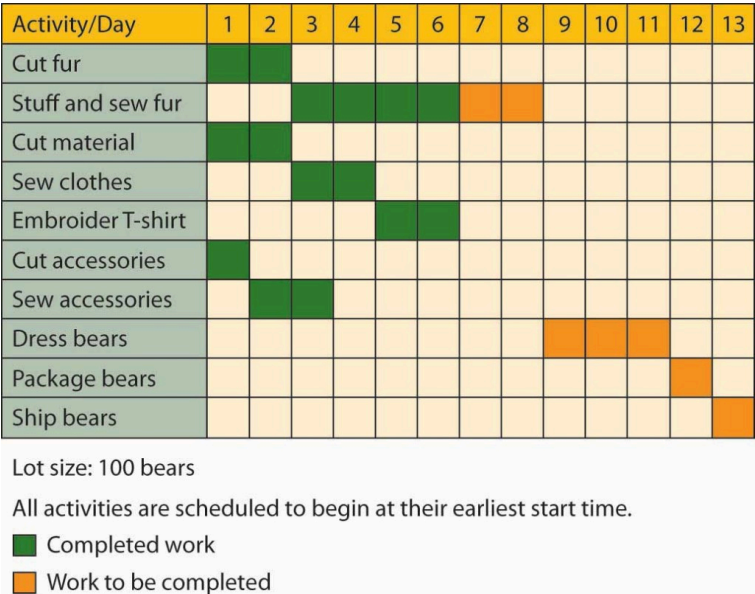 Activity/Day 1 2 3 4 5 6 7 8 9 10 11 12 13
Cut fur
Stuff and sew fur
Cut material
Sew clothes
Embroider T-shirt
Cut accessories
Sew accessories
Dress bears
Package bears
Ship bears
Lot size: 100 bears
All activities are scheduled to begin at their earliest start time.
Completed work
Work to be completed